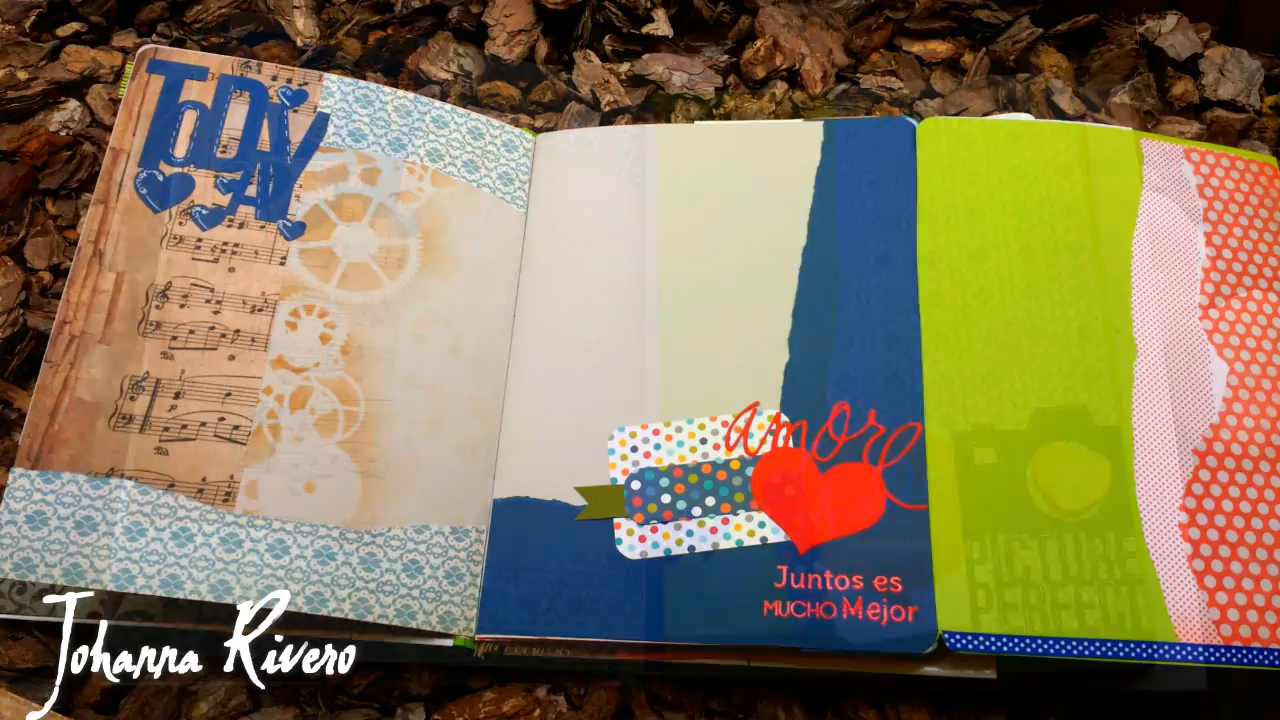 ToDAY
amore
Juntos es
MUCHO Mejor
PICTURE
PERFECT
Johanna Rivero